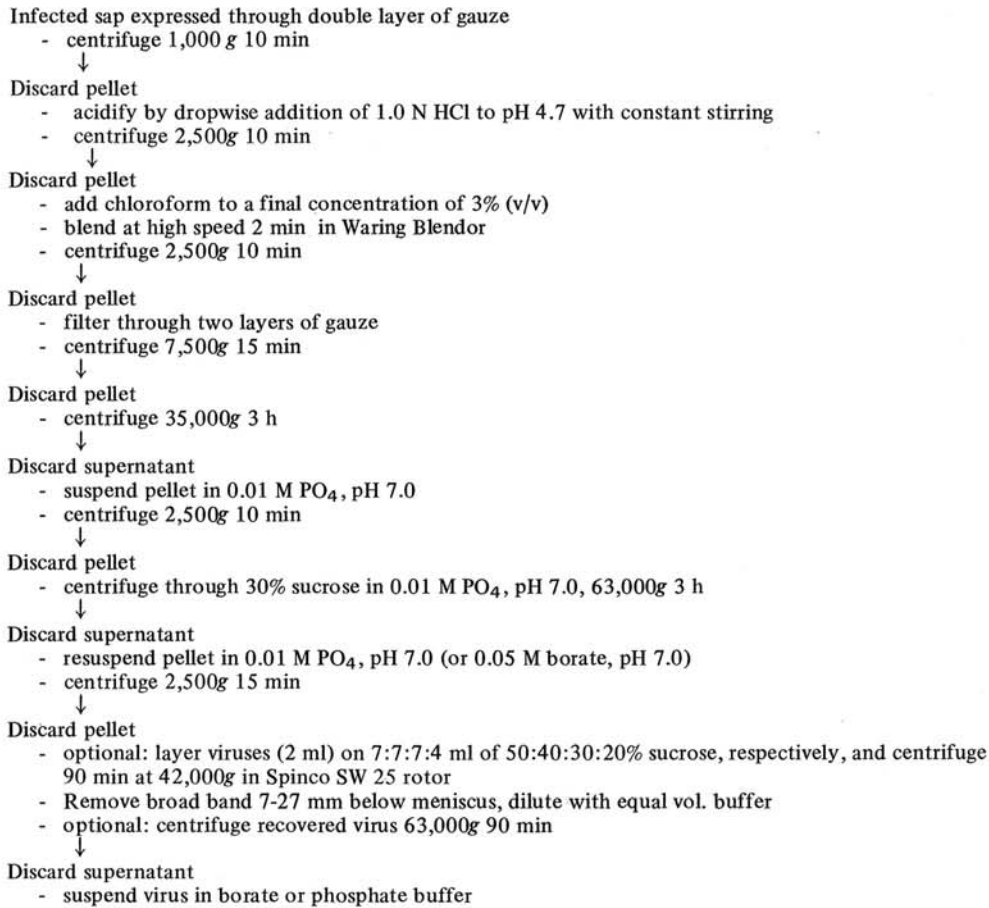 Infected sap expressed through double layer of gauze
- centrifuge 1,000 g 10 min
↓
Discard pellet
- acidify by dropwise addition of 1.0 N HCl to pH 4.7 with constant stirring
- centrifuge 2,500g 10 min
↓
Discard pellet
- add chloroform to a final concentration of 3% (v/v)
- blend at high speed 2 min in Waring Blendor
- centrifuge 2,500g 10 min
↓
Discard pellet
- filter through two layers of gauze
- centrifuge 7,500g 15 min
↓
Discard pellet
- centrifuge 35,000g 3 h
↓
Discard supernatant
- suspend pellet in 0.01 M PO₄, pH 7.0
- centrifuge 2,500g 10 min
↓
Discard pellet
- centrifuge through 30% sucrose in 0.01 M PO₄, pH 7.0, 63,000g 3 h
↓
Discard supernatant
- resuspend pellet in 0.01 M PO₄, pH 7.0 (or 0.05 M borate, pH 7.0)
- centrifuge 2,500g 15 min
↓
Discard pellet
- optional: layer viruses (2 ml) on 7:7:7:4 ml of 50:40:30:20% sucrose, respectively, and centrifuge
90 min at 42,000g in Spinco SW 25 rotor
- Remove broad band 7-27 mm below meniscus, dilute with equal vol. buffer
- optional: centrifuge recovered virus 63,000g 90 min
↓
Discard supernatant
- suspend virus in borate or phosphate buffer